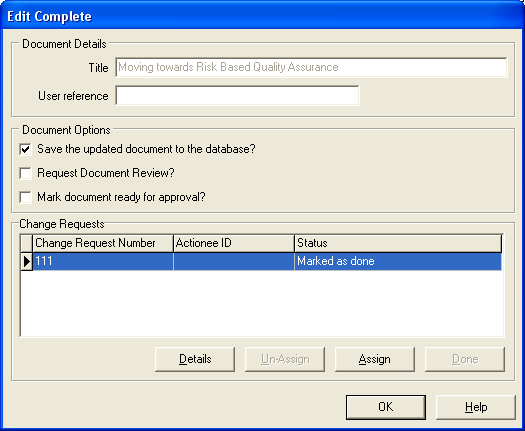 Edit Complete
Document Details
Title Moving towards Risk Based Quality Assurance
User reference
Document Options
Save the updated document to the database?
Request Document Review?
Mark document ready for approval?
Change Requests
Change Request Number Actionee ID Status
111 Marked as done
Details Un-Assign Assign Done
OK Help